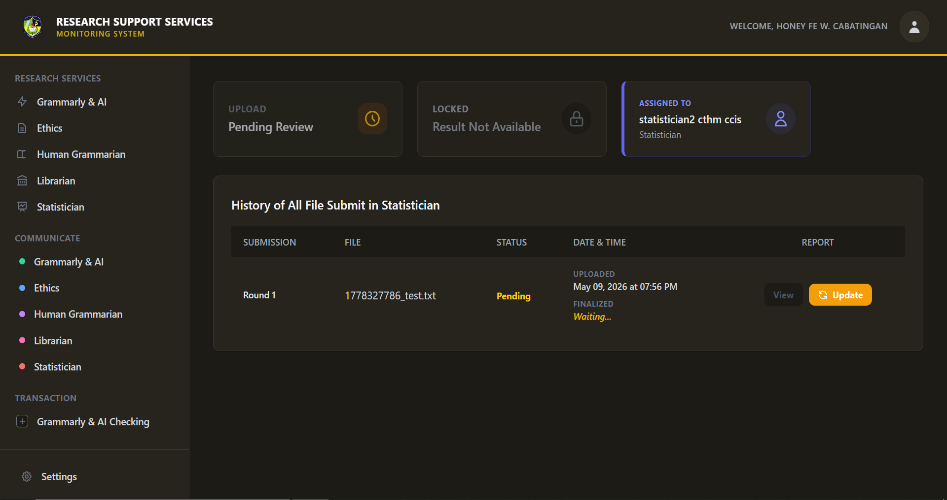 RESEARCH SUPPORT SERVICES
MONITORING SYSTEM
WELCOME, HONEY FE W. CABATINGAN
RESEARCH SERVICES
Grammarly & AI
Ethics
Human Grammarian
Librarian
Statistician
COMMUNICATE
Grammarly & AI
Ethics
Human Grammarian
Librarian
Statistician
TRANSACTION
Grammarly & AI Checking
Settings
UPLOAD
Pending Review
LOCKED
Result Not Available
ASSIGNED TO
statistician2 cthm ccis
Statistician
History of All File Submit in Statistician
SUBMISSION FILE STATUS DATE & TIME REPORT
UPLOADED
May 09, 2026 at 07:56 PM
Round 1 1778327786_test.txt Pending View Update
FINALIZED
Waiting...